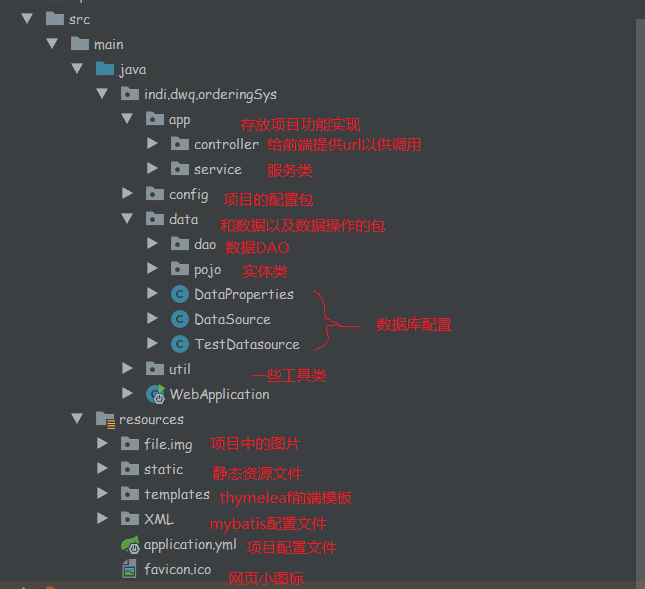 src
main
java
indi.dwq.orderingSys
app 存放项目功能实现
controller 给前端提供url以供调用
service 服务类
config 项目的配置包
data 和数据以及数据操作的包
dao 数据DAO
pojo 实体类
DataProperties
DataSource 数据库配置
TestDatasource
util 一些工具类
WebApplication
resources
file.img 项目中的图片
static 静态资源文件
templates thymeleaf前端模板
XML mybatis配置文件
application.yml 项目配置文件
favicon.ico 网页小图标